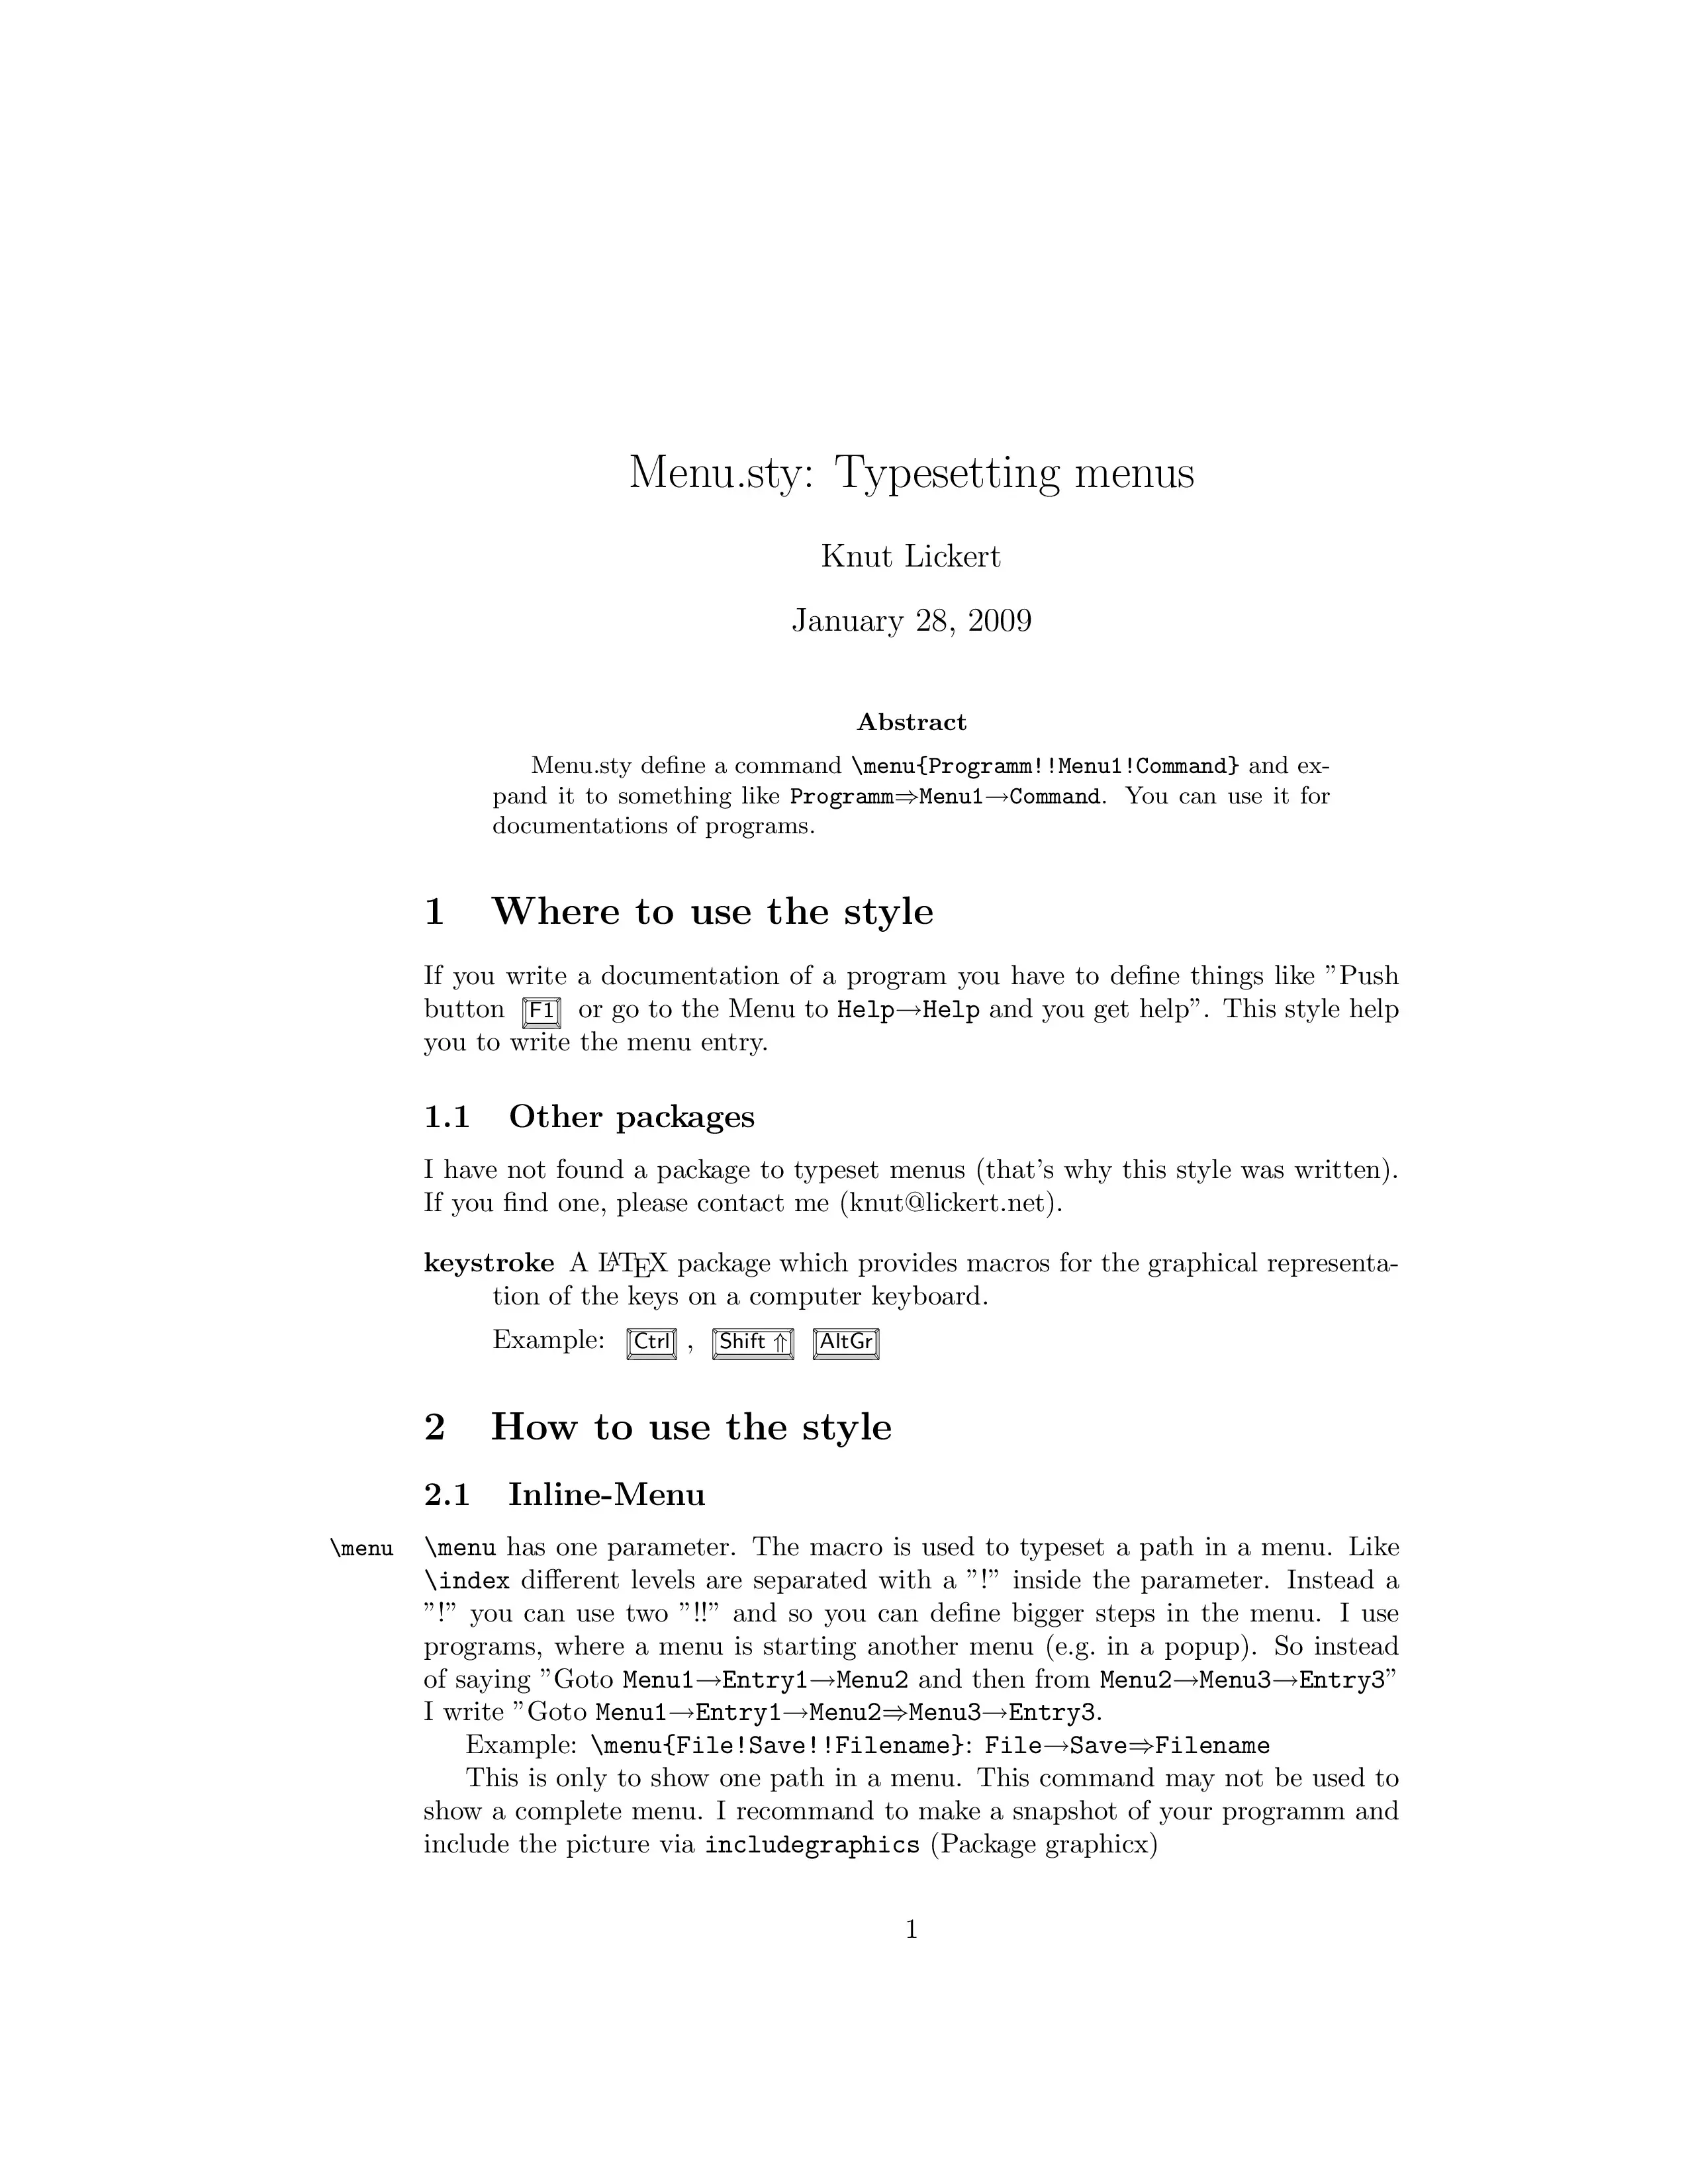 Menu.sty: Typesetting menus
Knut Lickert
January 28, 2009
Abstract
Menu.sty define a command \menu{Programm!!Menu1!Command} and ex-
pand it to something like Programm⇒Menu1→Command. You can use it for
documentations of programs.
1 Where to use the style
If you write a documentation of a program you have to define things like ”Push
button F1 or go to the Menu to Help→Help and you get help”. This style help
you to write the menu entry.
1.1 Other packages
I have not found a package to typeset menus (that’s why this style was written).
If you find one, please contact me (knut@lickert.net).
keystroke A LATEX package which provides macros for the graphical representa-
tion of the keys on a computer keyboard.
Example: Ctrl , Shift ⇑ AltGr
2 How to use the style
2.1 Inline-Menu
\menu \menu has one parameter. The macro is used to typeset a path in a menu. Like
\index different levels are separated with a ”!” inside the parameter. Instead a
”!” you can use two ”!!” and so you can define bigger steps in the menu. I use
programs, where a menu is starting another menu (e.g. in a popup). So instead
of saying ”Goto Menu1→Entry1→Menu2 and then from Menu2→Menu3→Entry3”
I write ”Goto Menu1→Entry1→Menu2⇒Menu3→Entry3.
Example: \menu{File!Save!!Filename}: File→Save⇒Filename
This is only to show one path in a menu. This command may not be used to
show a complete menu. I recommand to make a snapshot of your programm and
include the picture via includegraphics (Package graphicx)
1